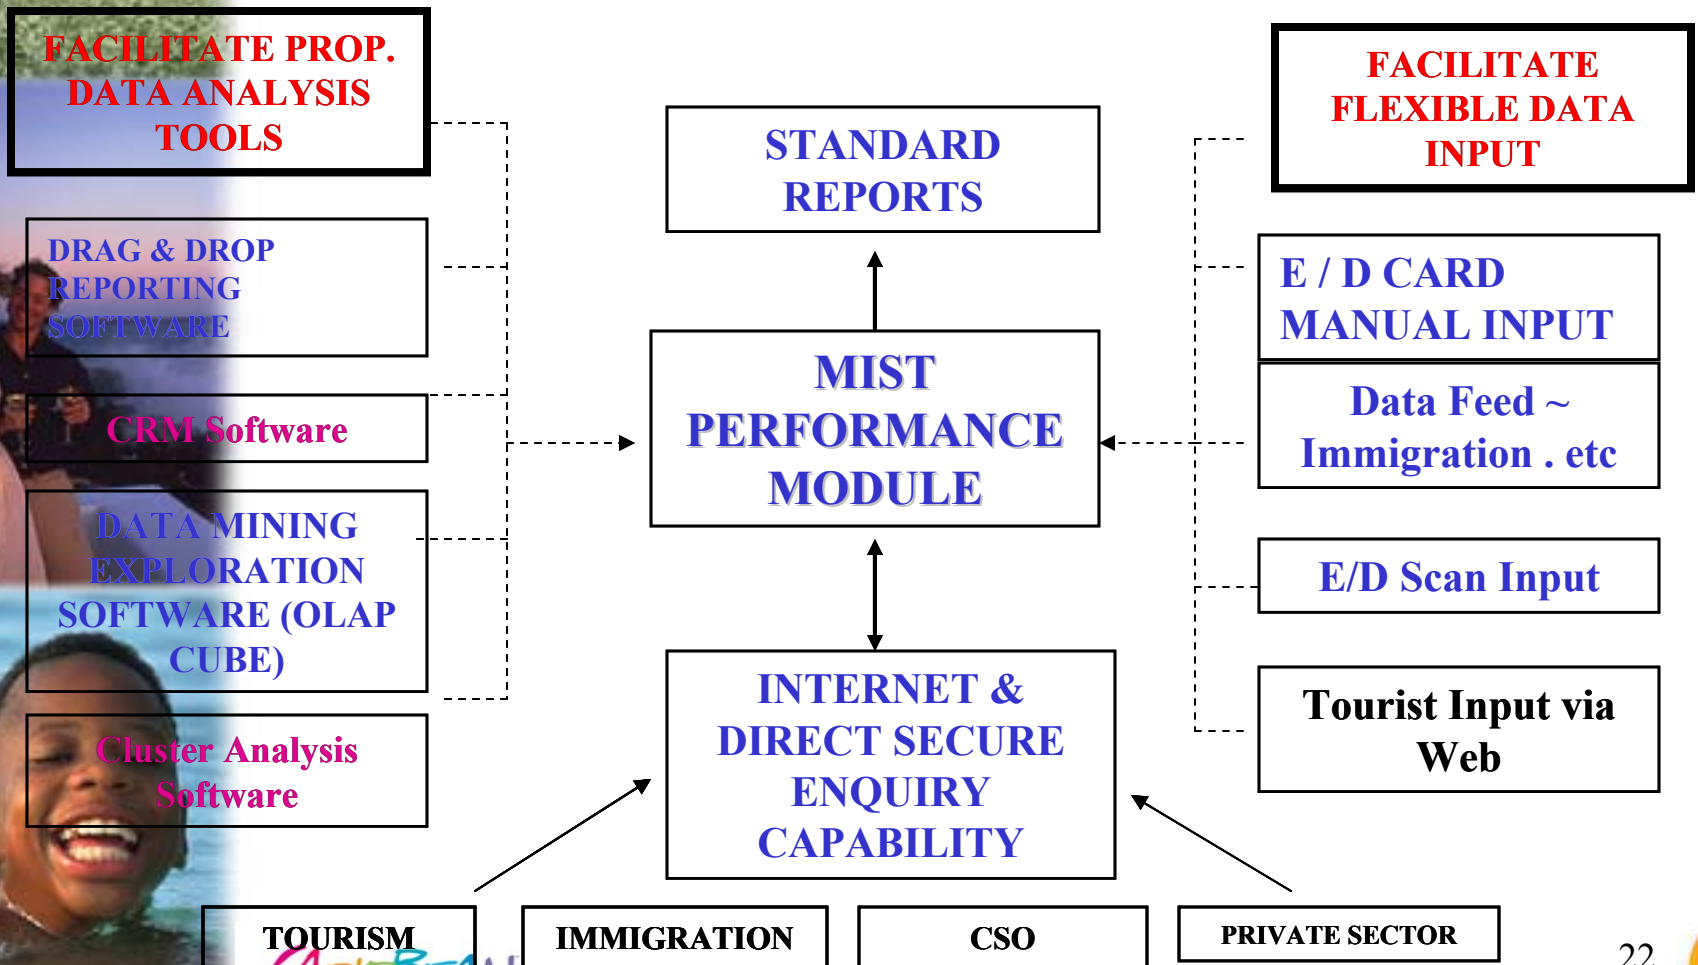 FACILITATE PROP.
DATA ANALYSIS
TOOLS
DRAG & DROP
REPORTING
SOFTWARE
CRM Software
DATA MINING
EXPLORATION
SOFTWARE (OLAP
CUBE)
Cluster Analysis
Software
STANDARD
REPORTS
MIST
PERFORMANCE
MODULE
INTERNET &
DIRECT SECURE
ENQUIRY
CAPABILITY
FACILITATE
FLEXIBLE DATA
INPUT
E / D CARD
MANUAL INPUT
Data Feed ~
Immigration . etc
E/D Scan Input
Tourist Input via
Web
TOURISM
IMMIGRATION
CSO
PRIVATE SECTOR
22